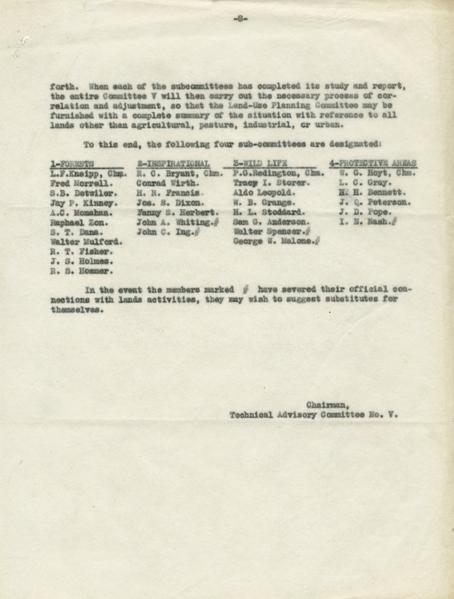 -8-
forth. When each of the subcommittees has completed its study and report,
the entire Committee V will then carry out the necessary process of cor-
relation and adjustment, so that the Land-Use Planning Committee may be
furnished with a complete summary of the situation with reference to all
lands other than agricultural, pasture, industrial, or urban.
To this end, the following four sub-committees are designated:
1-FORESTS 2-INSPIRATIONAL 3-WILD LIFE 4-PROTECTIVE AREAS
L.F.Kneipp, Chm. R. C. Bryant, Chm. P.G.Redington, Chm. W. G. Hoyt, Chm.
Fred Morrell. Conrad Wirth. Tracy I. Storer. L. C. Gray.
S.B. Detwiler. H. N. Francis. Aldo Leopold. H. H. Bennett.
Jay P. Kinney. Jos. S. Dixon. W. B. Grange. J. Q. Peterson.
A.C. Monahan. Fanny S. Herbert. H. L. Stoddard. J. D. Pope.
Raphael Zon. John A. Whiting.# Sam G. Anderson. I. N. Nash.#
S. T. Dana. John C. Ing.# Walter Spencer.#
Walter Mulford. George W. Malone.#
R. T. Fisher.
J. S. Holmes.
R. S. Hosmer.
In the event the members marked # have severed their official con-
nections with lands activities, they may wish to suggest substitutes for
themselves.
Chairman,
Technical Advisory Committee No. V.